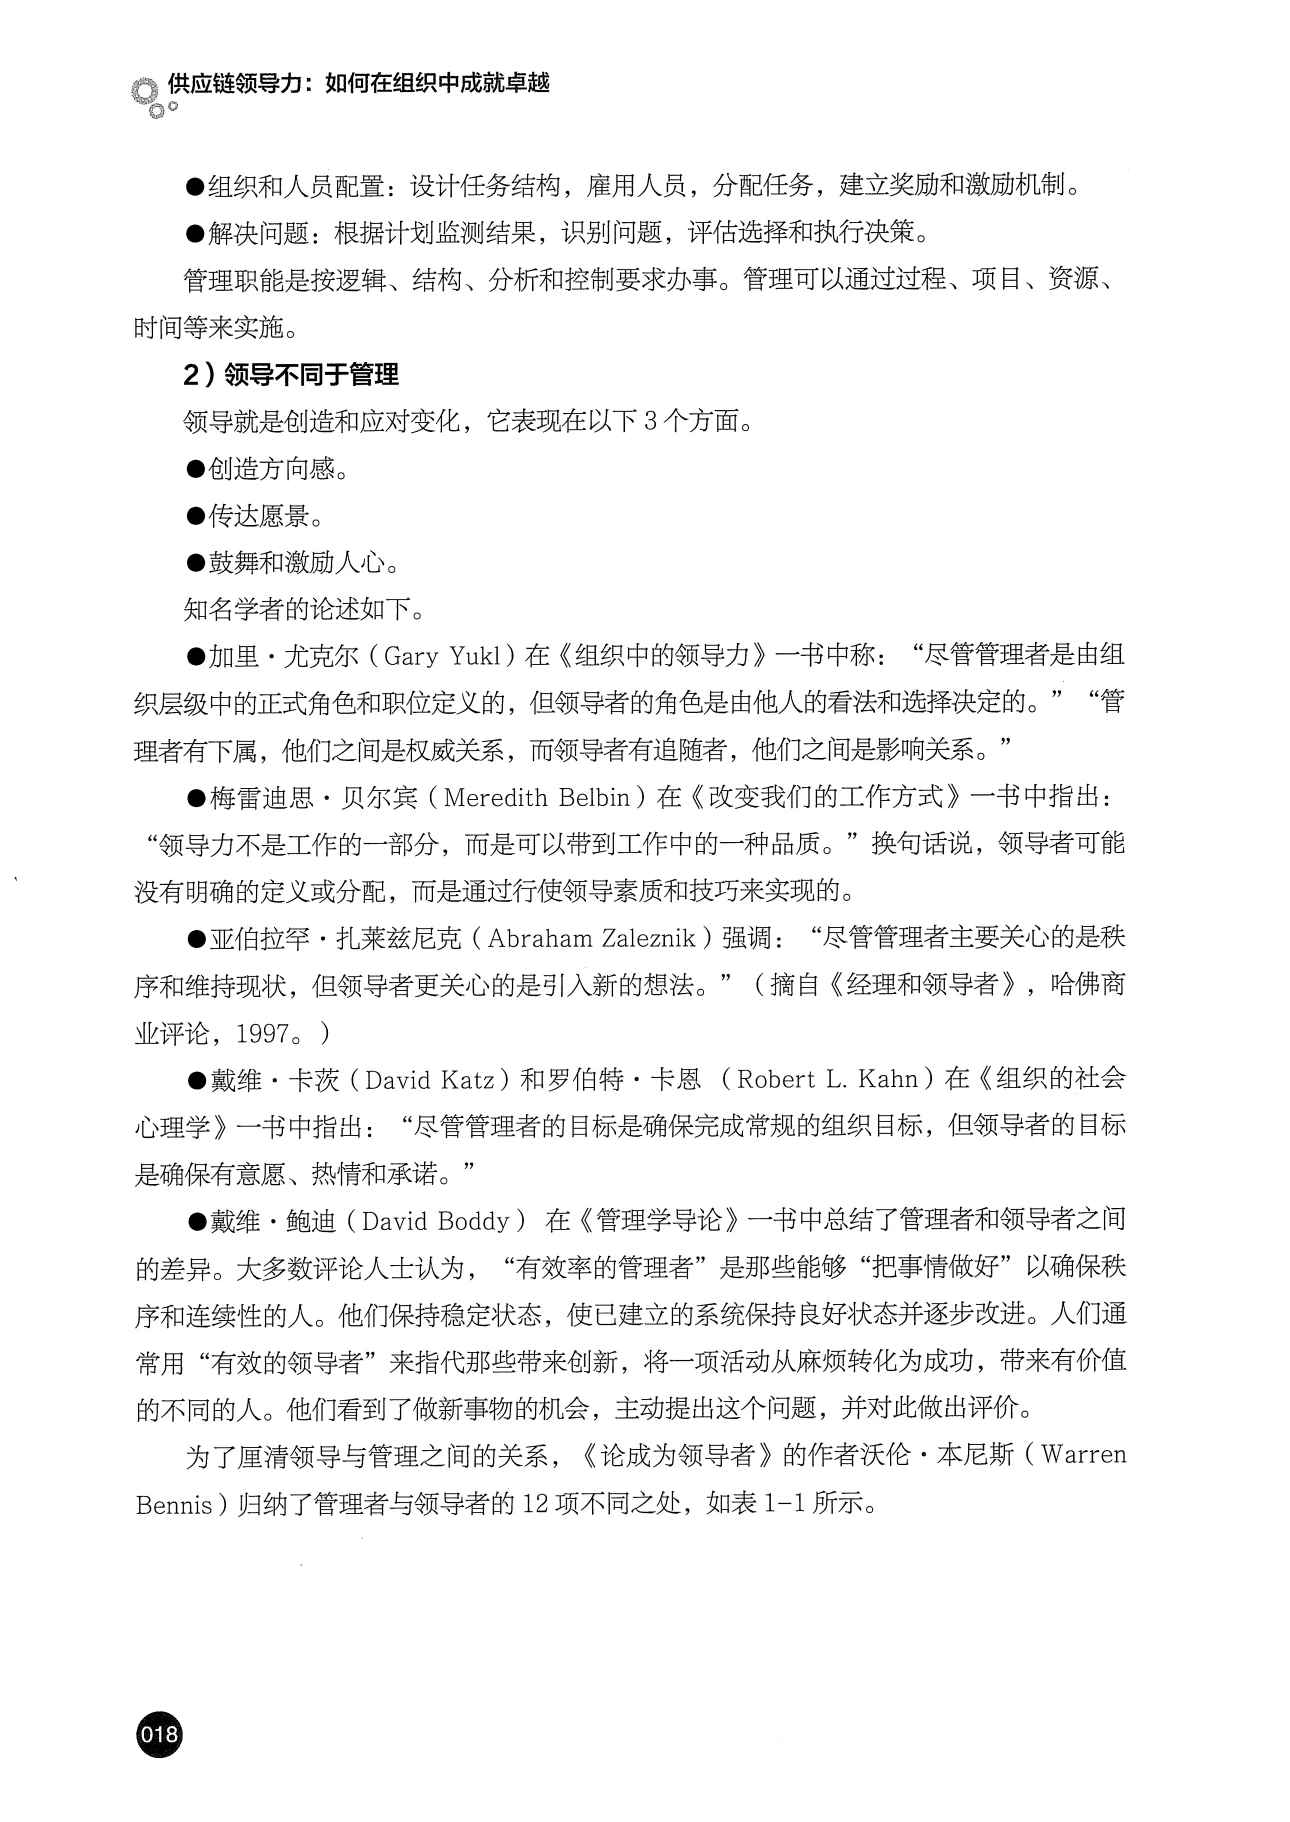 供应链领导力：如何在组织中成就卓越
●组织和人员配置：设计任务结构，雇用人员，分配任务，建立奖励和激励机制。
●解决问题：根据计划监测结果，识别问题，评估选择和执行决策。
管理职能是按逻辑、结构、分析和控制要求办事。管理可以通过过程、项目、资源、
时间等来实施。
2）领导不同于管理
领导就是创造和应对变化，它表现在以下 3 个方面。
●创造方向感。
●传达愿景。
●鼓舞和激励人心。
知名学者的论述如下。
●加里·尤克尔（Gary Yukl）在《组织中的领导力》一书中称：“尽管管理者是由组
织层级中的正式角色和职位定义的，但领导者的角色是由他人的看法和选择决定的。”“管
理者有下属，他们之间是权威关系，而领导者有追随者，他们之间是影响关系。”
●梅雷迪思·贝尔宾（Meredith Belbin）在《改变我们的工作方式》一书中指出：
“领导力不是工作的一部分，而是可以带到工作中的一种品质。”换句话说，领导者可能
没有明确的定义或分配，而是通过行使领导素质和技巧来实现的。
●亚伯拉罕·扎莱兹尼克（Abraham Zaleznik）强调：“尽管管理者主要关心的是秩
序和维持现状，但领导者更关心的是引入新的想法。”（摘自《经理和领导者》，哈佛商
业评论，1997。）
●戴维·卡茨（David Katz）和罗伯特·卡恩 （Robert L. Kahn）在《组织的社会
心理学》一书中指出：“尽管管理者的目标是确保完成常规的组织目标，但领导者的目标
是确保有意愿、热情和承诺。”
●戴维·鲍迪（David Boddy） 在《管理学导论》一书中总结了管理者和领导者之间
的差异。大多数评论人士认为，“有效率的管理者”是那些能够“把事情做好”以确保秩
序和连续性的人。他们保持稳定状态，使已建立的系统保持良好状态并逐步改进。人们通
常用“有效的领导者”来指代那些带来创新，将一项活动从麻烦转化为成功，带来有价值
的不同的人。他们看到了做新事物的机会，主动提出这个问题，并对此做出评价。
为了厘清领导与管理之间的关系，《论成为领导者》的作者沃伦·本尼斯（Warren
Bennis）归纳了管理者与领导者的 12 项不同之处，如表 1-1 所示。
018